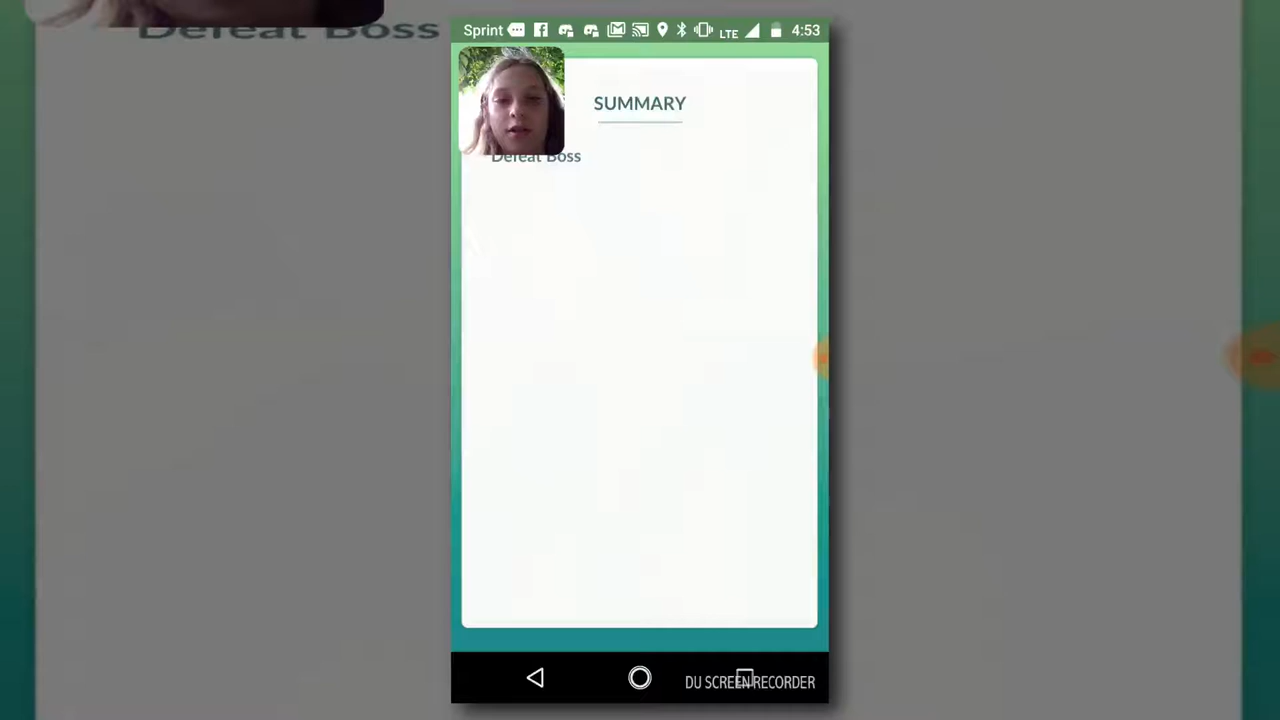 Defeat Boss
Sprint LTE 4:53
SUMMARY
Defeat Boss
DU SCREEN RECORDER